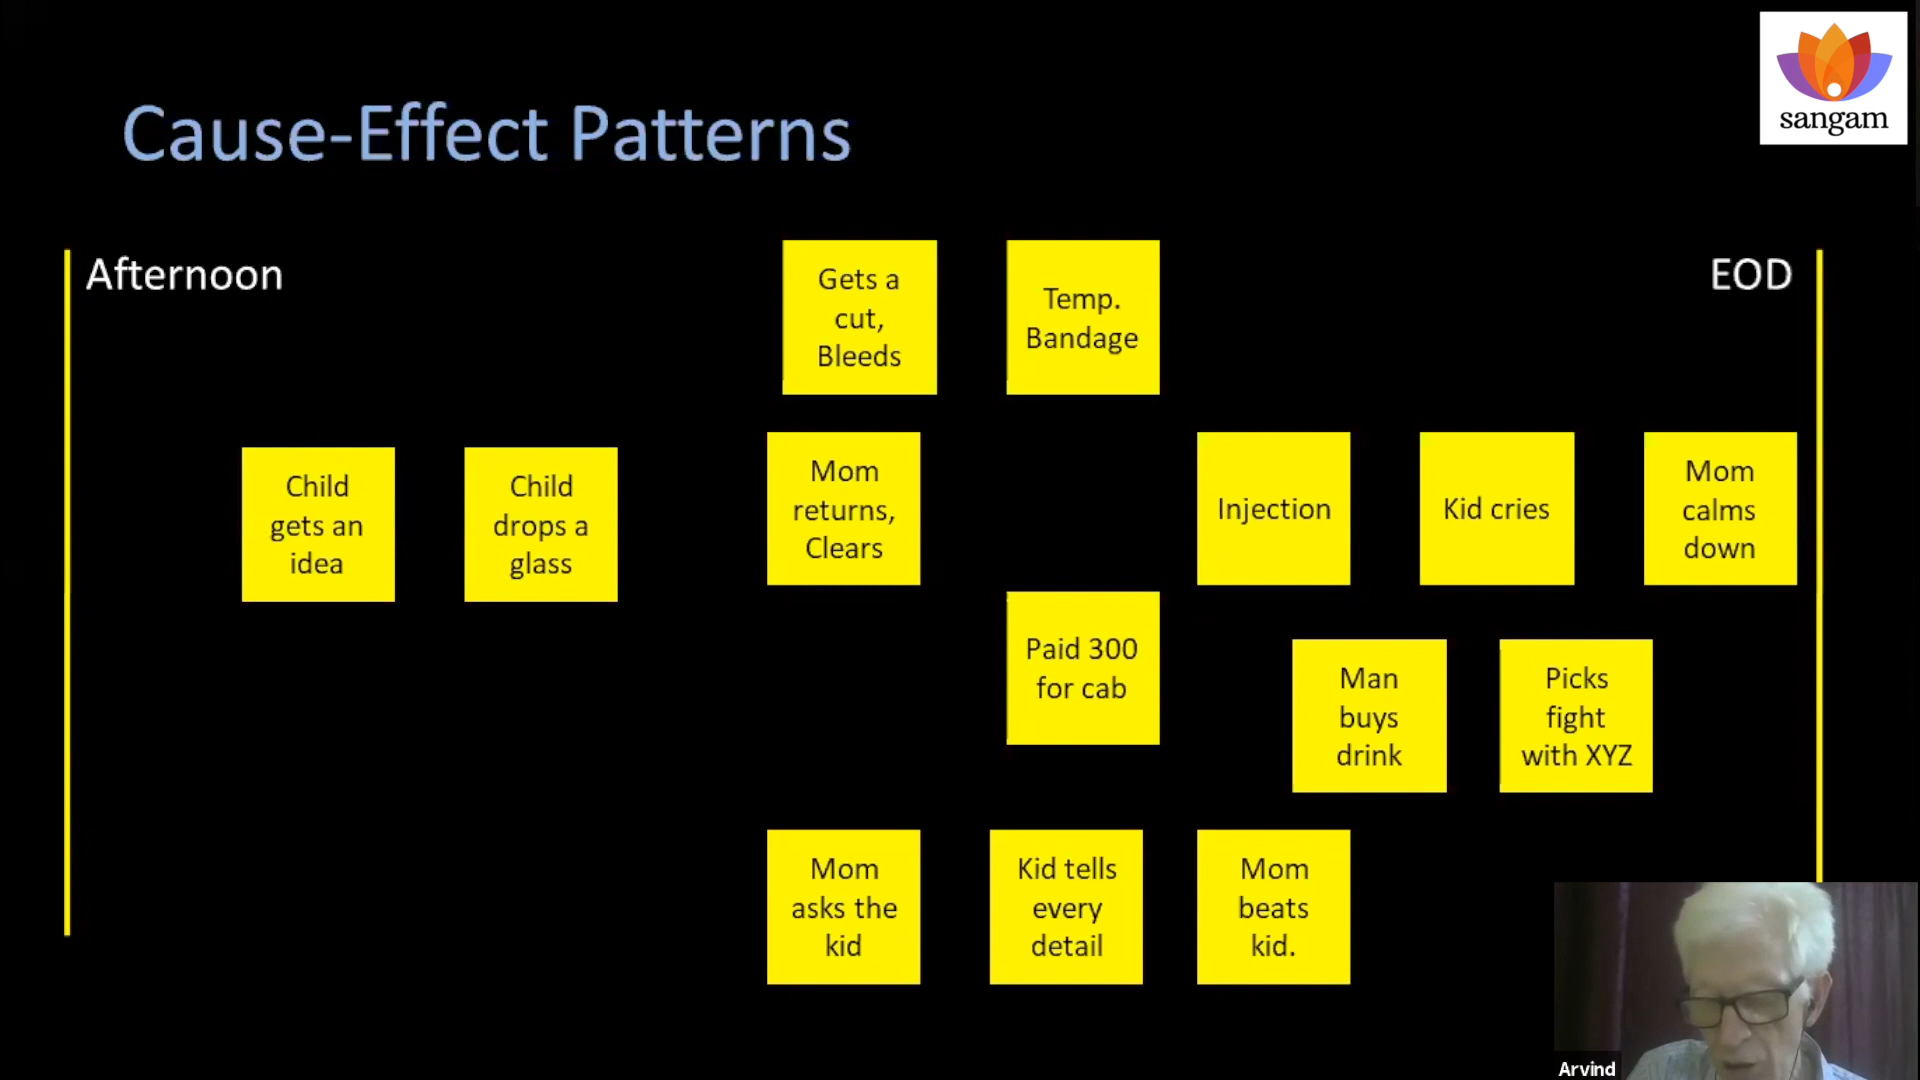 sangam
Cause-Effect Patterns
Afternoon
EOD
Gets a
cut,
Bleeds
Temp.
Bandage
Child
gets an
idea
Child
drops a
glass
Mom
returns,
Clears
Injection
Kid cries
Mom
calms
down
Paid 300
for cab
Man
buys
drink
Picks
fight
with XYZ
Mom
asks the
kid
Kid tells
every
detail
Mom
beats
kid.
Arvind